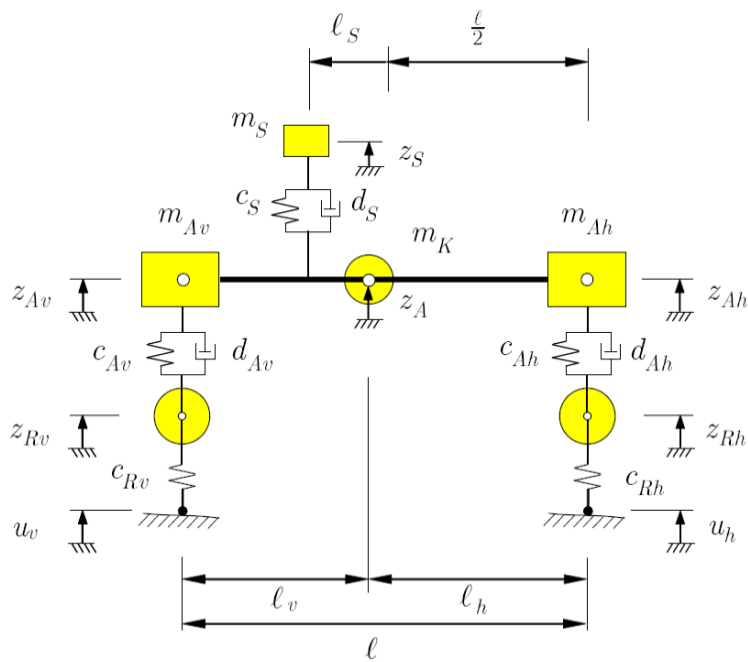 ℓ_S ℓ/2
m_S
z_S
c_S d_S
m_Av m_K m_Ah
z_Av z_A z_Ah
c_Av d_Av c_Ah d_Ah
z_Rv z_Rh
c_Rv c_Rh
u_v u_h
ℓ_v ℓ_h
ℓ